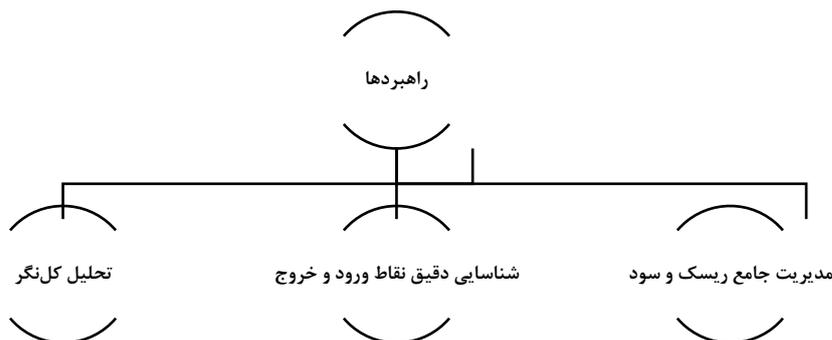 راهبردها
مدیریت جامع ریسک و سود
شناسایی دقیق نقاط ورود و خروج
تحلیل کل‌نگر